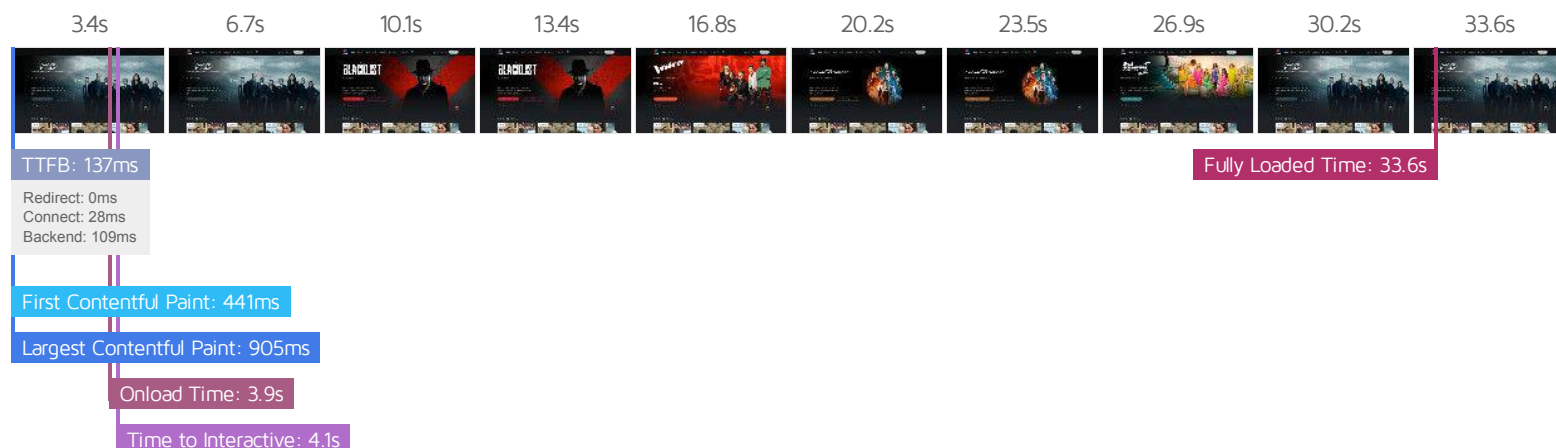 3.4s 6.7s 10.1s 13.4s 16.8s 20.2s 23.5s 26.9s 30.2s 33.6s
BLACKLIST BLACKLIST Voice
TTFB: 137ms
Fully Loaded Time: 33.6s
Redirect: 0ms
Connect: 28ms
Backend: 109ms
First Contentful Paint: 441ms
Largest Contentful Paint: 905ms
Onload Time: 3.9s
Time to Interactive: 4.1s